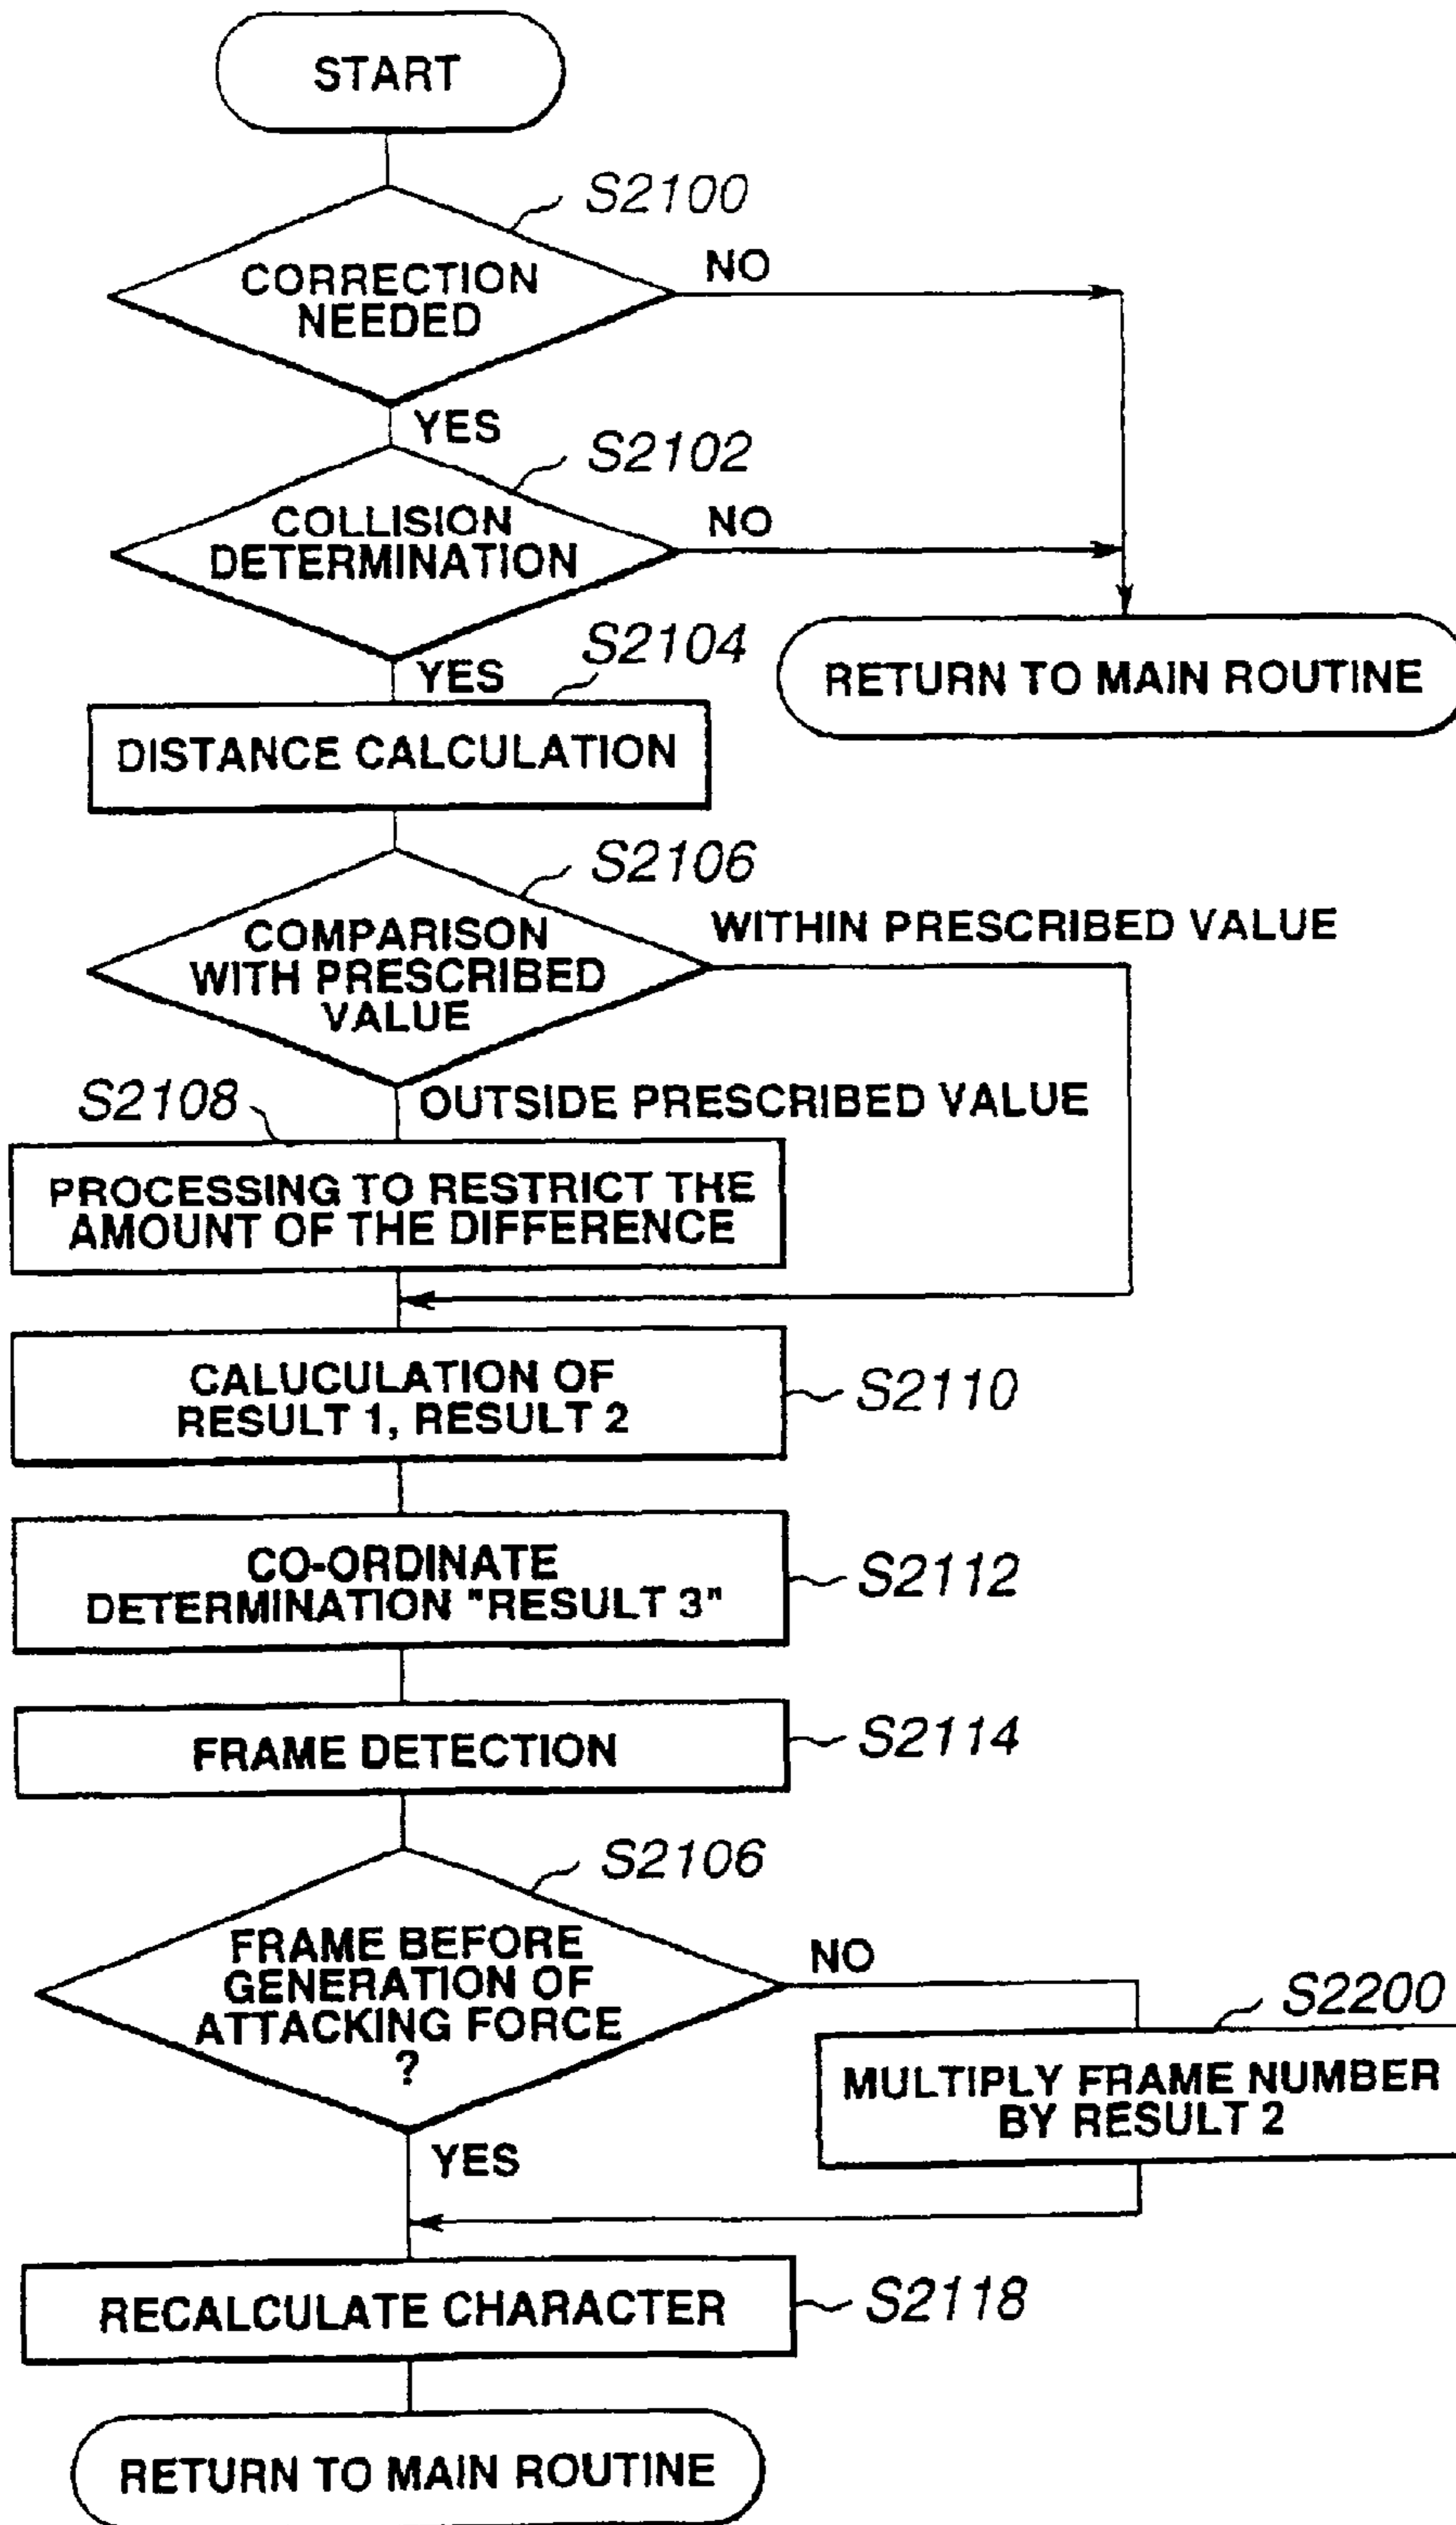 START
S2100
CORRECTION
NEEDED
NO
YES
S2102
COLLISION
DETERMINATION
NO
YES
S2104
RETURN TO MAIN ROUTINE
DISTANCE CALCULATION
S2106
COMPARISON
WITH PRESCRIBED
VALUE
WITHIN PRESCRIBED VALUE
S2108
OUTSIDE PRESCRIBED VALUE
PROCESSING TO RESTRICT THE
AMOUNT OF THE DIFFERENCE
CALUCULATION OF
RESULT 1, RESULT 2
S2110
CO-ORDINATE
DETERMINATION "RESULT 3"
S2112
FRAME DETECTION
S2114
S2106
FRAME BEFORE
GENERATION OF
ATTACKING FORCE
?
NO
S2200
MULTIPLY FRAME NUMBER
BY RESULT 2
YES
RECALCULATE CHARACTER
S2118
RETURN TO MAIN ROUTINE